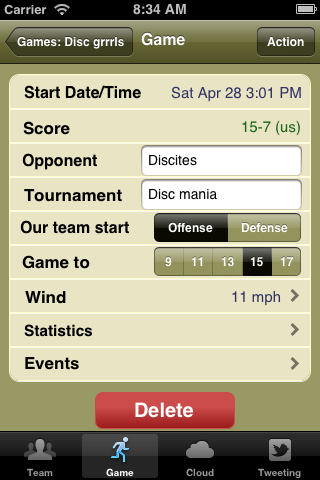 Carrier 8:34 AM
Games: Disc grrrls Game Action
Start Date/Time Sat Apr 28 3:01 PM
Score 15-7 (us)
Opponent Discites
Tournament Disc mania
Our team start Offense Defense
Game to 9 11 13 15 17
Wind 11 mph
Statistics
Events
Delete
Team Game Cloud Tweeting